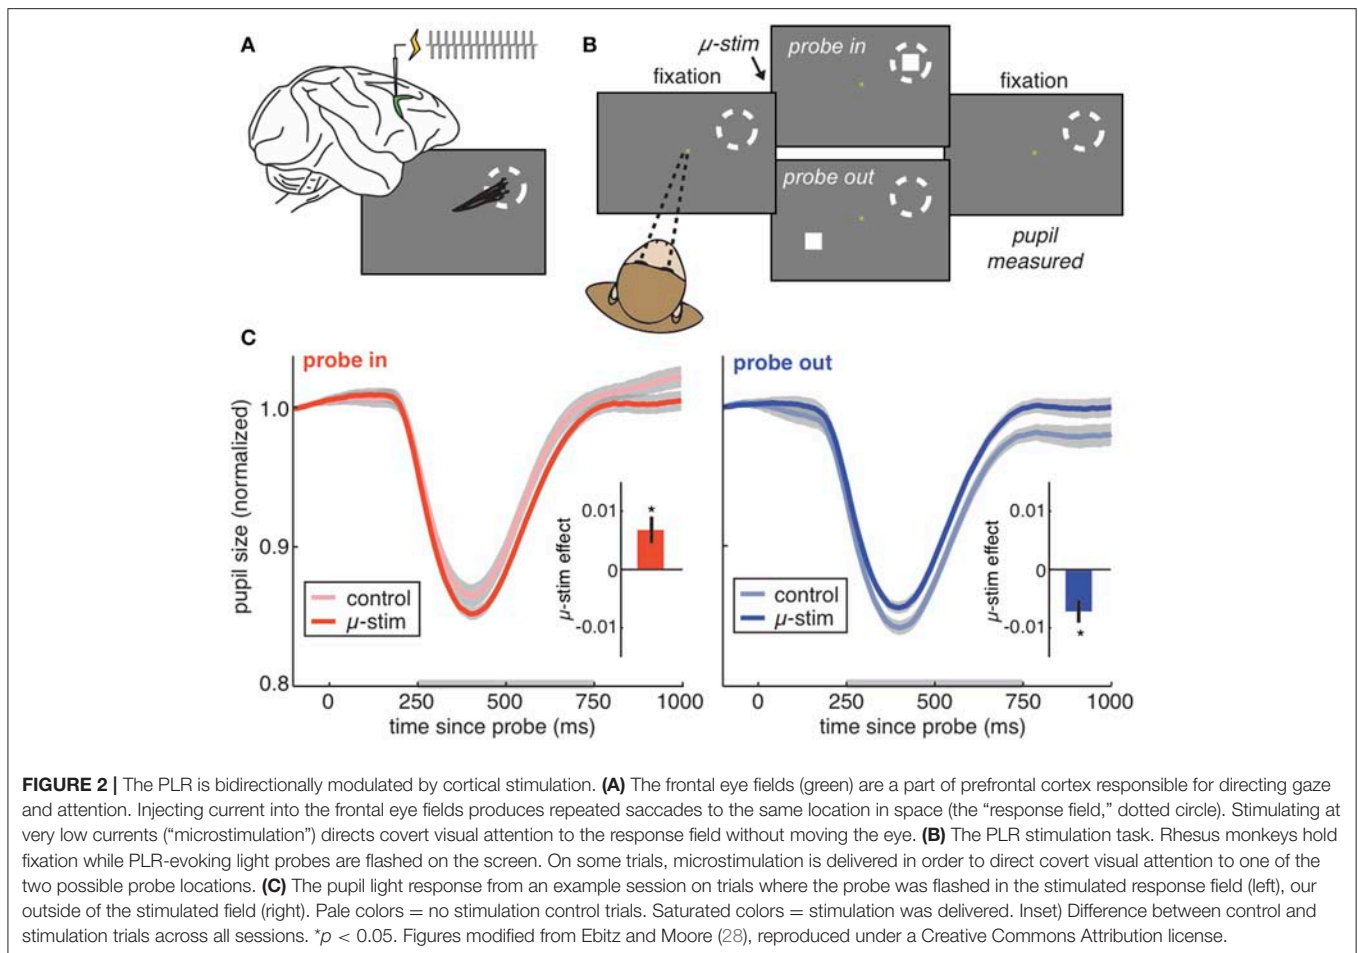 A
B
μ-stim
fixation
probe in
fixation
probe out
pupil
measured
C
probe in
pupil size (normalized)
1.0
0.9
0.8
control
μ-stim
μ-stim effect
0.01
0
-0.01
*
0
250
500
750
1000
time since probe (ms)
probe out
control
μ-stim
μ-stim effect
0.01
0
-0.01
*
0
250
500
750
1000
time since probe (ms)
FIGURE 2 | The PLR is bidirectionally modulated by cortical stimulation. (A) The frontal eye fields (green) are a part of prefrontal cortex responsible for directing gaze
and attention. Injecting current into the frontal eye fields produces repeated saccades to the same location in space (the “response field,” dotted circle). Stimulating at
very low currents (“microstimulation”) directs covert visual attention to the response field without moving the eye. (B) The PLR stimulation task. Rhesus monkeys hold
fixation while PLR-evoking light probes are flashed on the screen. On some trials, microstimulation is delivered in order to direct covert visual attention to one of the
two possible probe locations. (C) The pupil light response from an example session on trials where the probe was flashed in the stimulated response field (left), our
outside of the stimulated field (right). Pale colors = no stimulation control trials. Saturated colors = stimulation was delivered. Inset) Difference between control and
stimulation trials across all sessions. *p < 0.05. Figures modified from Ebitz and Moore (28), reproduced under a Creative Commons Attribution license.